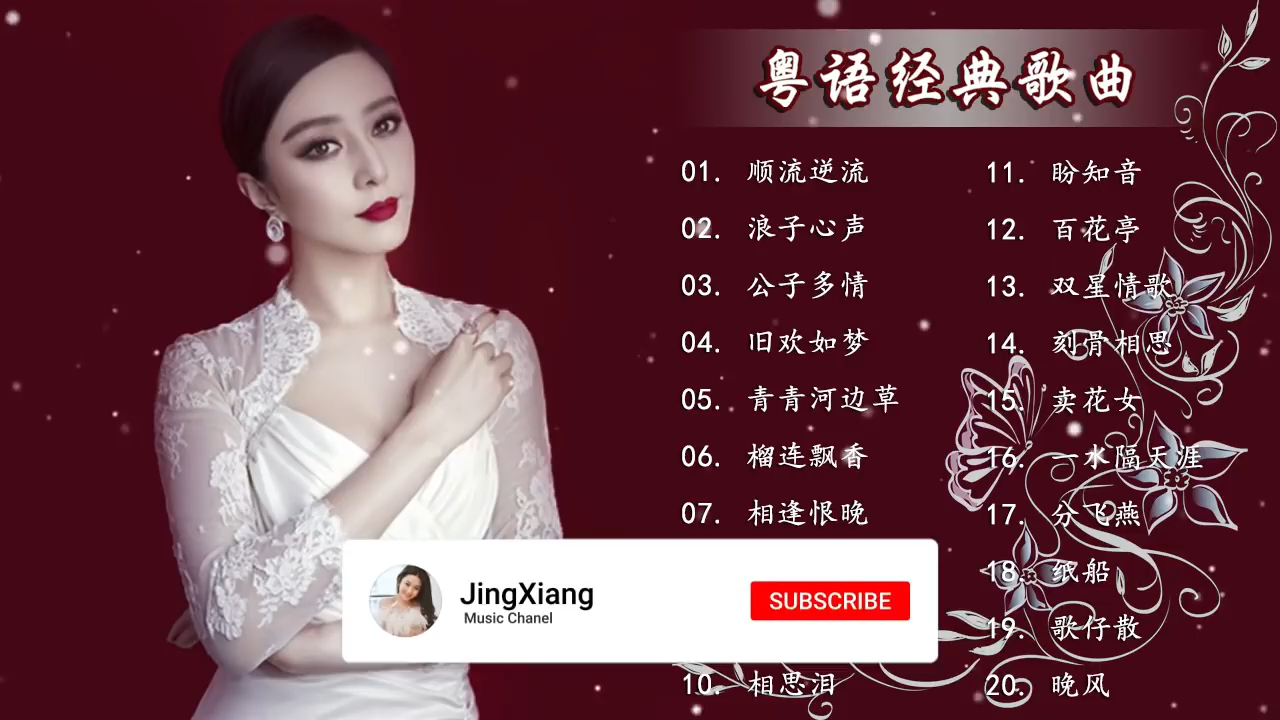 粤语经典歌曲
01. 顺流逆流
02. 浪子心声
03. 公子多情
04. 旧欢如梦
05. 青青河边草
06. 榴连飘香
07. 相逢恨晚
10. 相思泪
11. 盼知音
12. 百花亭
13. 双星情歌
14. 刻骨相思
15. 卖花女
16. 一水隔天涯
17. 分飞燕
18. 纸船
19. 歌仔散
20. 晚风
JingXiang
Music Chanel
SUBSCRIBE